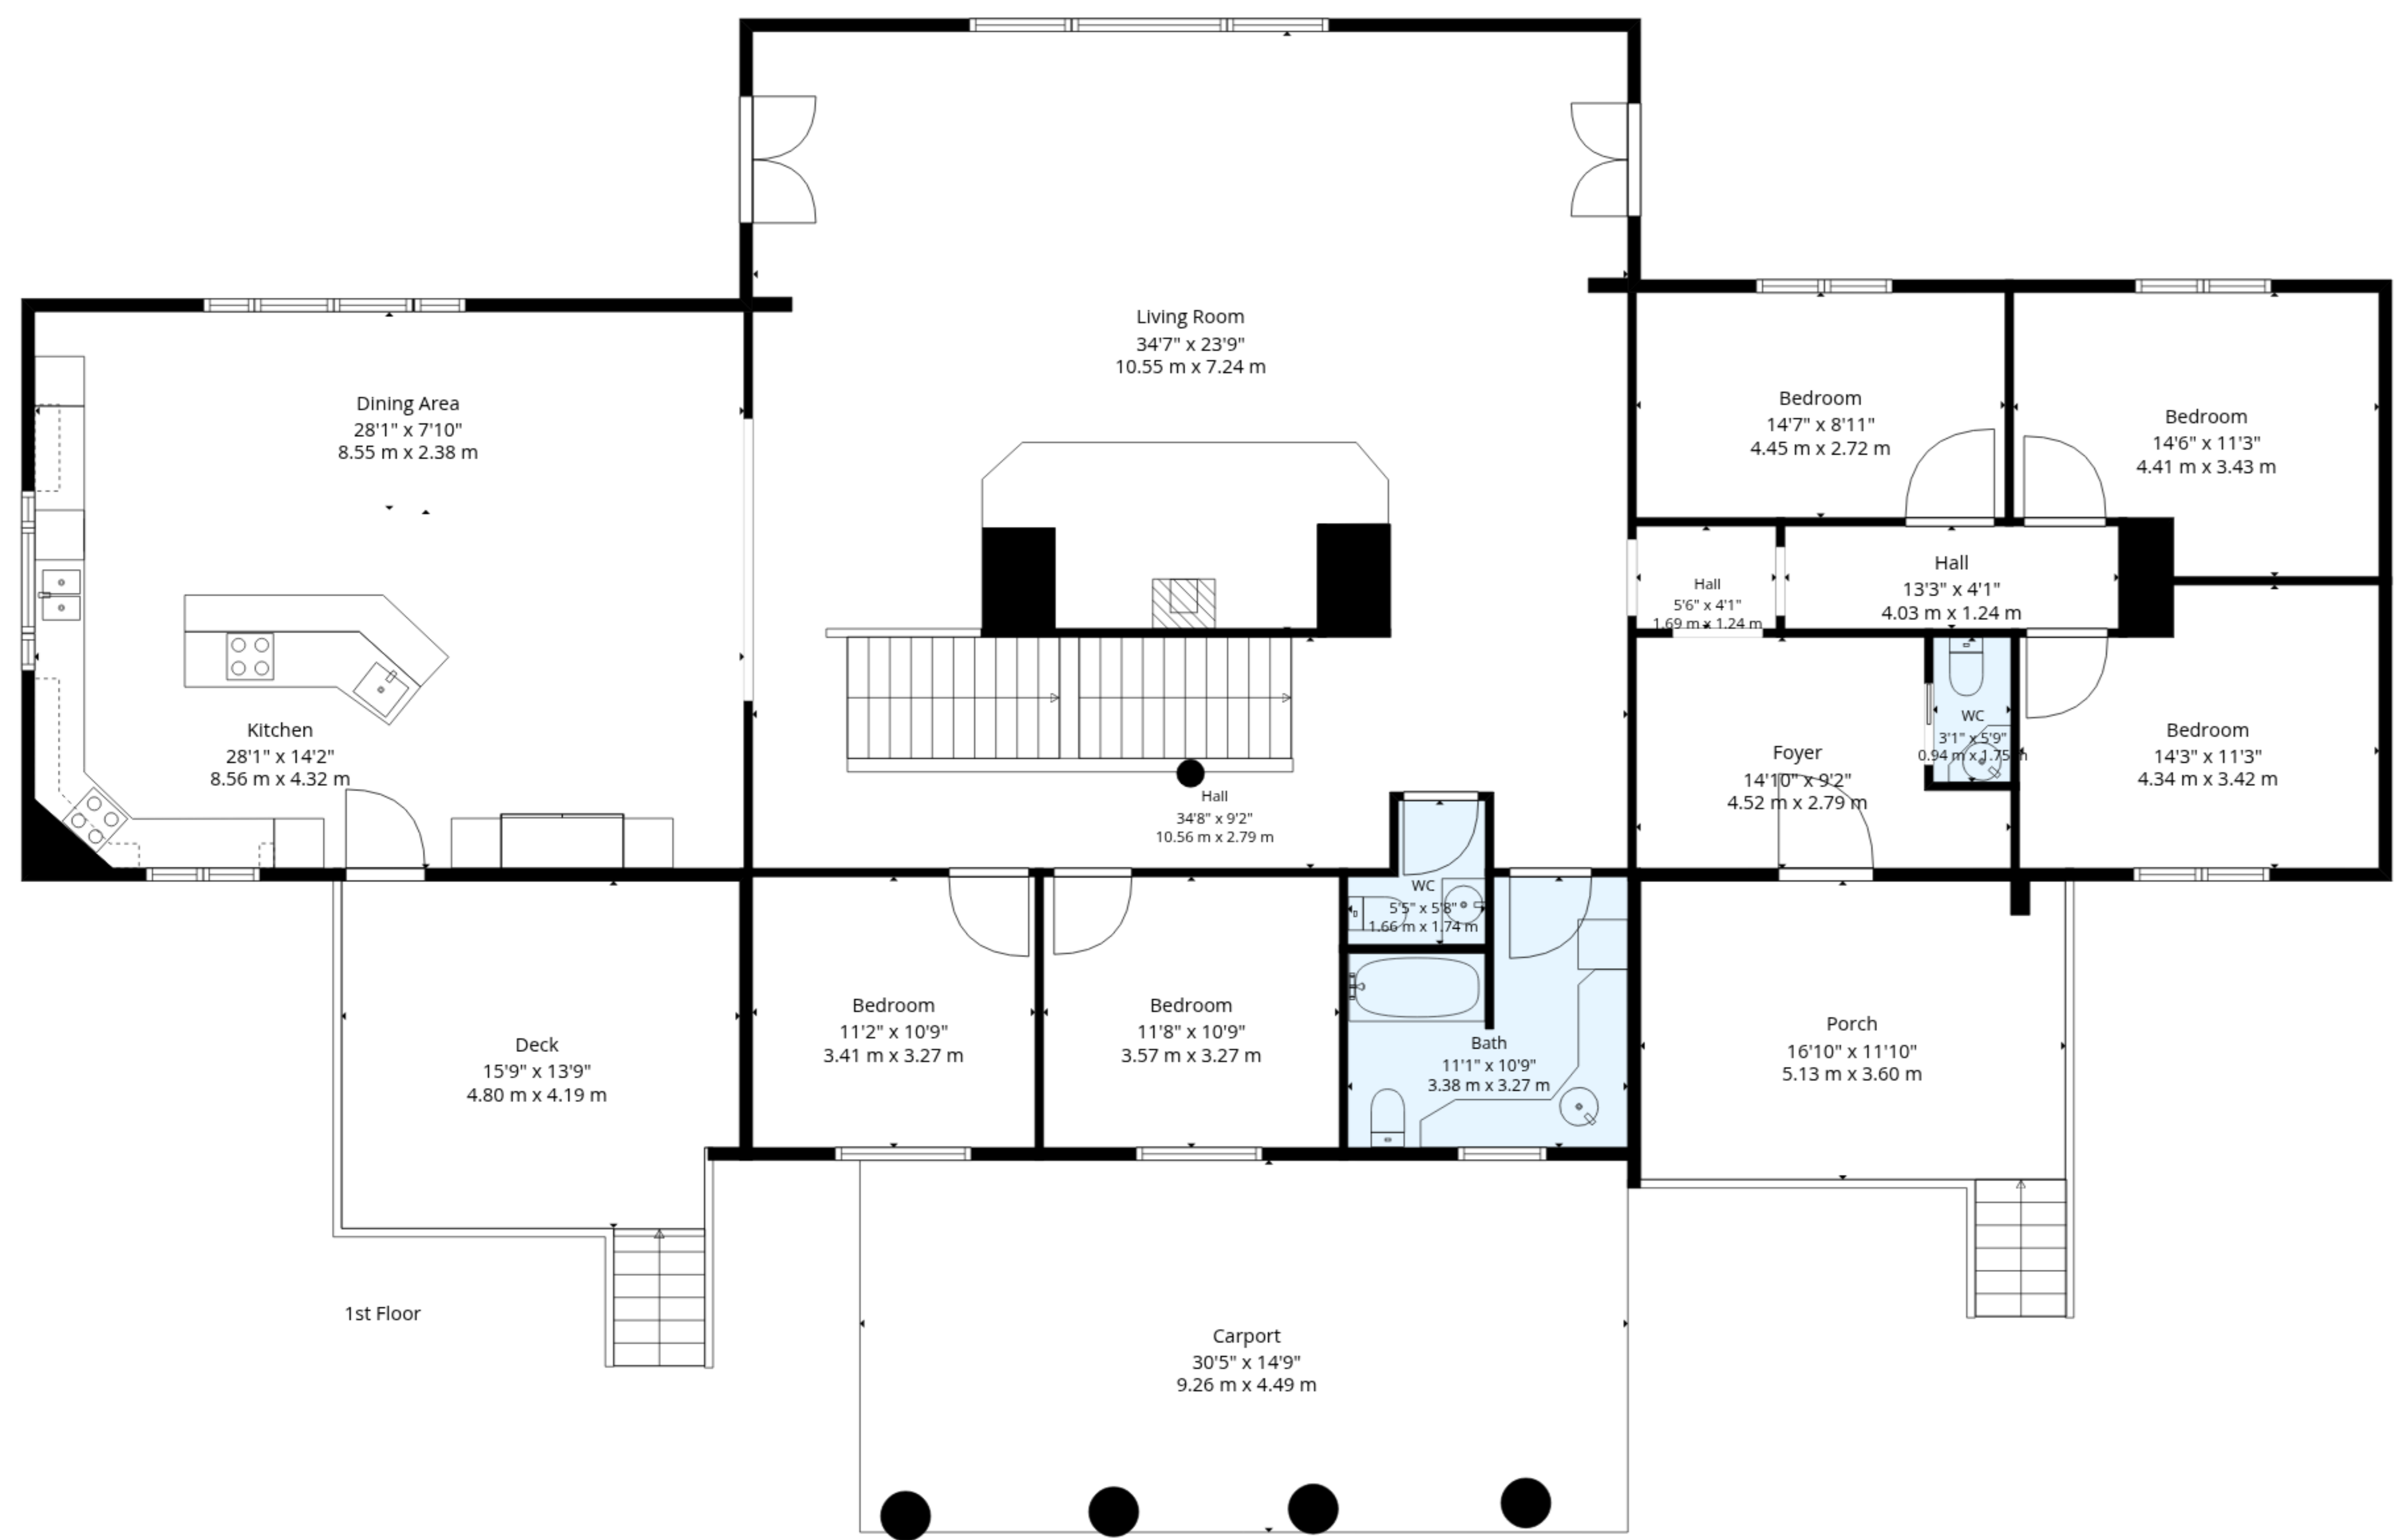 Living Room
34'7" x 23'9"
10.55 m x 7.24 m
Dining Area
28'1" x 7'10"
8.55 m x 2.38 m
Bedroom
14'7" x 8'11"
4.45 m x 2.72 m
Bedroom
14'6" x 11'3"
4.41 m x 3.43 m
Hall
5'6" x 4'1"
1.69 m x 1.24 m
Hall
13'3" x 4'1"
4.03 m x 1.24 m
Kitchen
28'1" x 14'2"
8.56 m x 4.32 m
Hall
34'8" x 9'2"
10.56 m x 2.79 m
Foyer
14'10" x 9'2"
4.52 m x 2.79 m
WC
3'1" x 5'9"
0.94 m x 1.75 m
Bedroom
14'3" x 11'3"
4.34 m x 3.42 m
WC
5'5" x 5'8"
1.66 m x 1.74 m
Deck
15'9" x 13'9"
4.80 m x 4.19 m
Bedroom
11'2" x 10'9"
3.41 m x 3.27 m
Bedroom
11'8" x 10'9"
3.57 m x 3.27 m
Bath
11'1" x 10'9"
3.38 m x 3.27 m
Porch
16'10" x 11'10"
5.13 m x 3.60 m
1st Floor
Carport
30'5" x 14'9"
9.26 m x 4.49 m